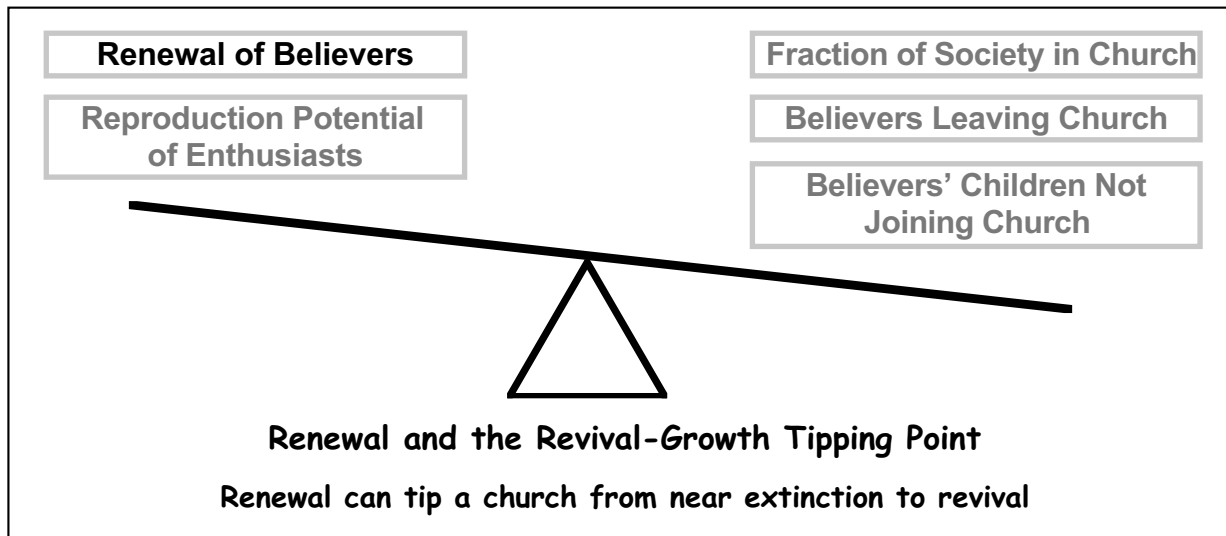 Renewal of Believers
Reproduction Potential
of Enthusiasts
Fraction of Society in Church
Believers Leaving Church
Believers’ Children Not
Joining Church
Renewal and the Revival-Growth Tipping Point
Renewal can tip a church from near extinction to revival